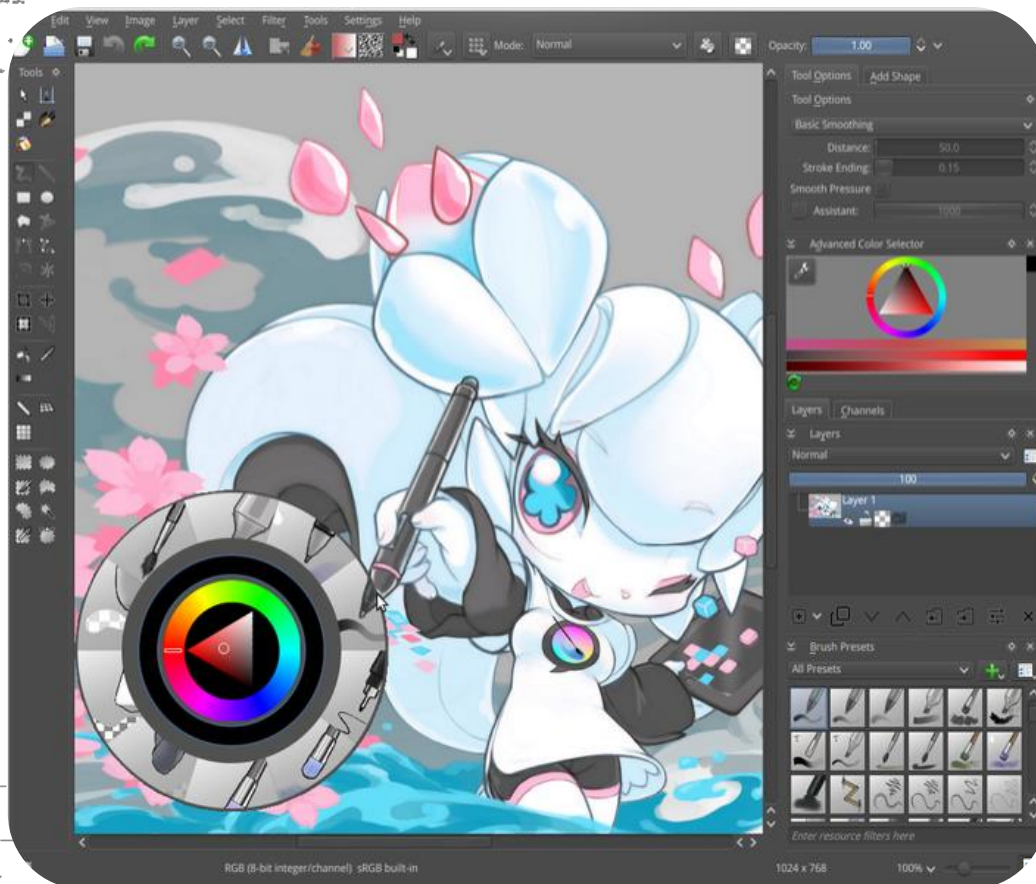 Edit View Image Layer Select Filter Tools Settings Help
Mode: Normal
Opacity: 1.00
Tools
Tool Options Add Shape
Tool Options
Basic Smoothing
Distance: 50.0
Stroke Ending: 0.15
Smooth Pressure
Assistant: 1000
Advanced Color Selector
Layers Channels
Layers
Normal
100
Layer 1
Brush Presets
All Presets
Enter resource filters here
RGB (8-bit integer/channel) sRGB built-in
1024 x 768
100%